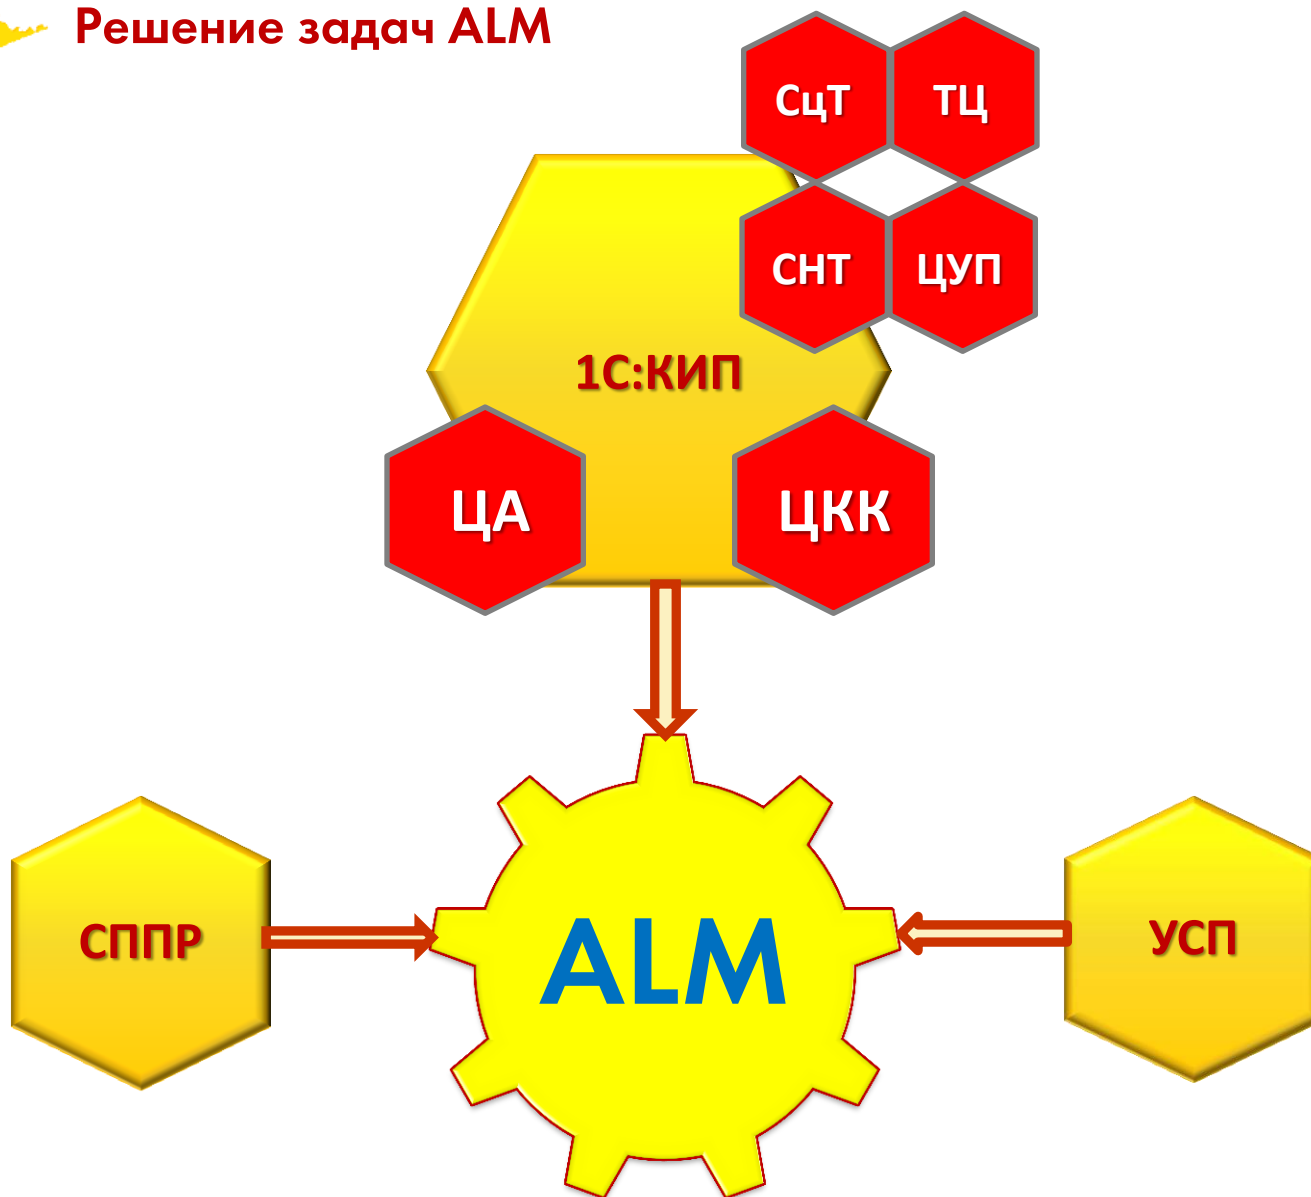 Решение задач ALM
СцТ
ТЦ
СНТ
ЦУП
1С:КИП
ЦА
ЦКК
СППР
ALM
УСП